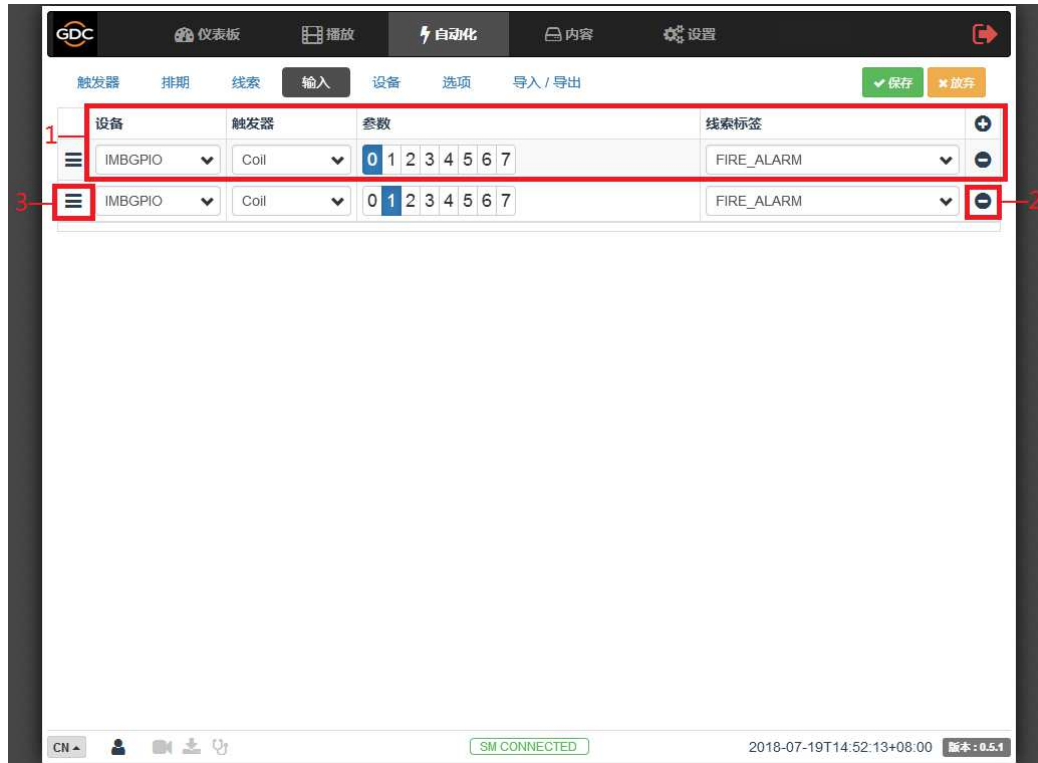 GDC 仪表板 播放 自动化 内容 设置
触发器 排期 线索 输入 设备 选项 导入 / 导出 保存 放弃
1 设备 触发器 参数 线索标签
IMBGPIO Coil 0 1 2 3 4 5 6 7 FIRE_ALARM
3 IMBGPIO Coil 0 1 2 3 4 5 6 7 FIRE_ALARM 2
CN SM CONNECTED 2018-07-19T14:52:13+08:00 版本 : 0.5.1